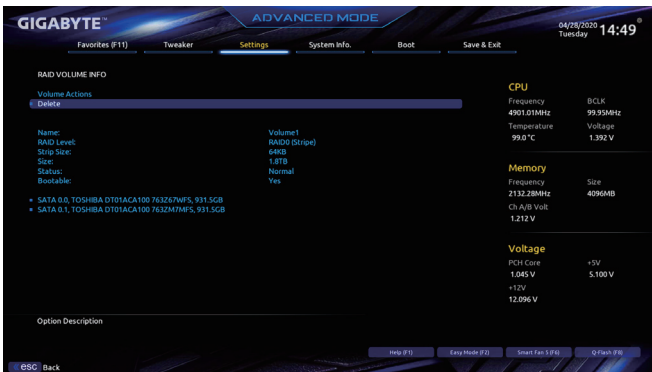 GIGABYTE™
ADVANCED MODE
04/28/2020 Tuesday 14:49
Favorites (F11) Tweaker Settings System Info. Boot Save & Exit
RAID VOLUME INFO
Volume Actions
Delete
Name: Volume1
RAID Level: RAID0 (Stripe)
Strip Size: 64KB
Size: 1.8TB
Status: Normal
Bootable: Yes
SATA 0.0, TOSHIBA DT01ACA100 763Z67WFS, 931.5GB
SATA 0.1, TOSHIBA DT01ACA100 763ZM7MFS, 931.5GB
CPU
Frequency BCLK
4901.01MHz 99.95MHz
Temperature Voltage
99.0°C 1.392 V
Memory
Frequency Size
2132.28MHz 4096MB
Ch A/B Volt
1.212 V
Voltage
PCH Core +5V
1.045 V 5.100 V
+12V
12.096 V
Option Description
Help (F1) Easy Mode (F2) Smart Fan 5 (F6) Q-Flash (F8)
esc Back